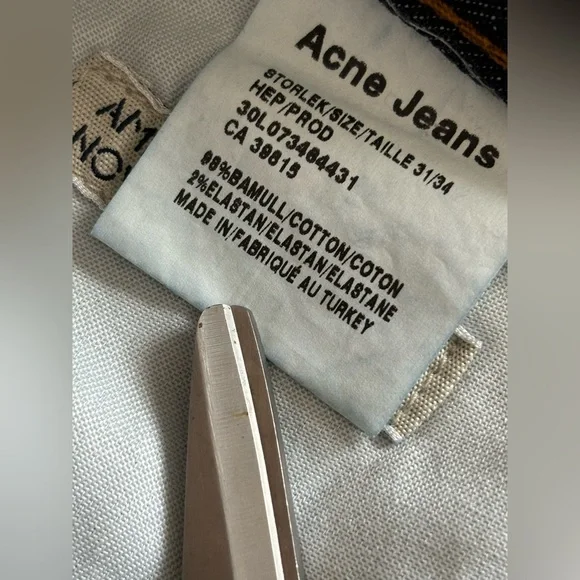 Acne Jeans
STORLEK/SIZE/TAILLE 31/34
HEP/PROD
30L073484431
CA 39815
98%BAMULL/COTTON/COTON
2%ELASTAN/ELASTAN/ELASTANE
MADE IN/FABRIQUÉ AU TURKEY